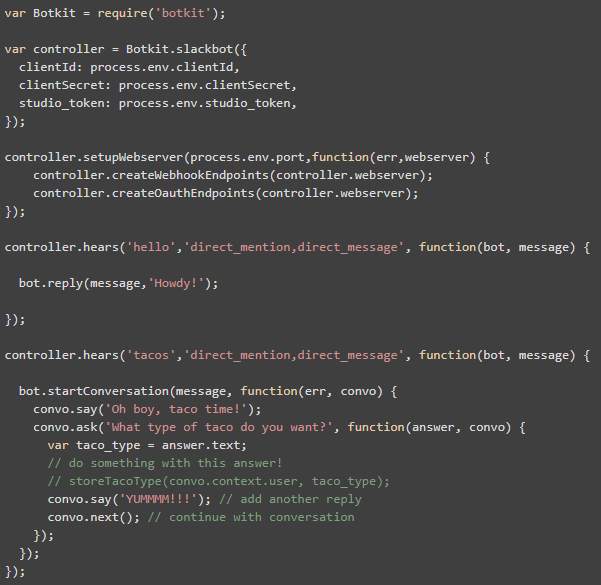 var Botkit = require('botkit');

var controller = Botkit.slackbot({
  clientId: process.env.clientId,
  clientSecret: process.env.clientSecret,
  studio_token: process.env.studio_token,
});

controller.setupWebserver(process.env.port,function(err,webserver) {
    controller.createWebhookEndpoints(controller.webserver);
    controller.createOauthEndpoints(controller.webserver);
});

controller.hears('hello','direct_mention,direct_message', function(bot, message) {

  bot.reply(message,'Howdy!');

});

controller.hears('tacos','direct_mention,direct_message', function(bot, message) {

  bot.startConversation(message, function(err, convo) {
    convo.say('Oh boy, taco time!');
    convo.ask('What type of taco do you want?', function(answer, convo) {
      var taco_type = answer.text;
      // do something with this answer!
      // storeTacoType(convo.context.user, taco_type);
      convo.say('YUMMMM!!!'); // add another reply
      convo.next(); // continue with conversation
    });
  });
});